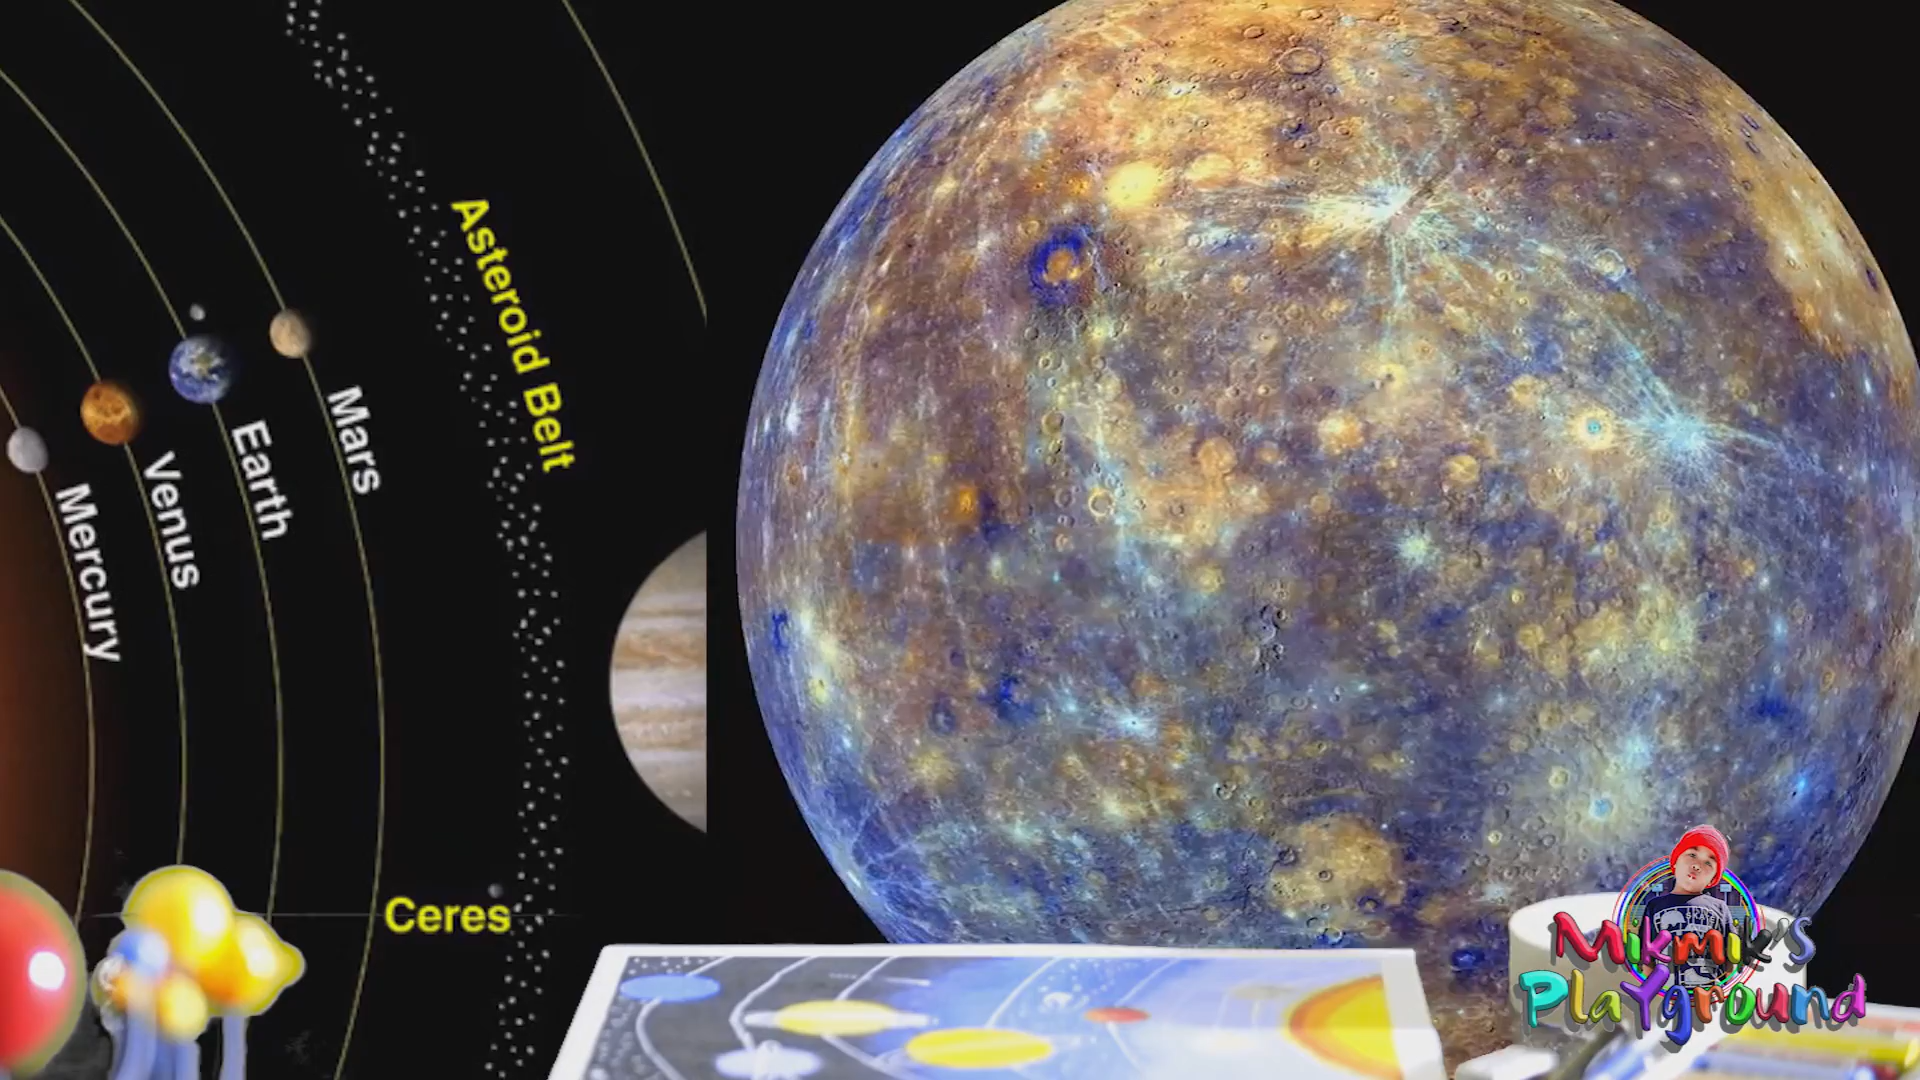 Asteroid Belt
Mars
Earth
Venus
Mercury
Ceres
Mikmik's
Playground